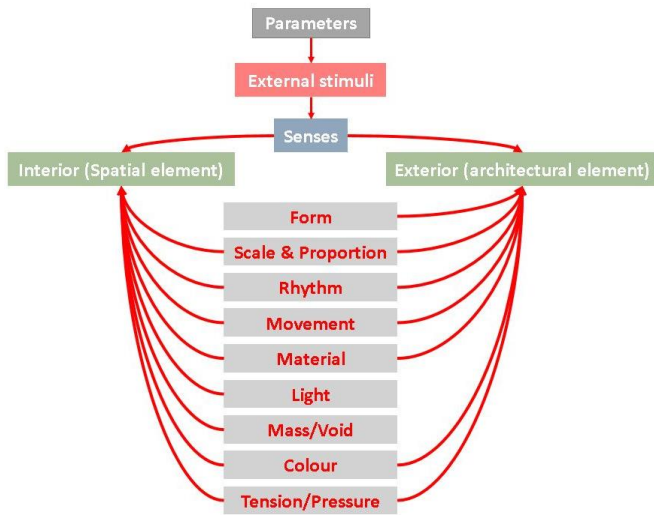 Parameters
External stimuli
Senses
Interior (Spatial element)
Exterior (architectural element)
Form
Scale & Proportion
Rhythm
Movement
Material
Light
Mass/Void
Colour
Tension/Pressure